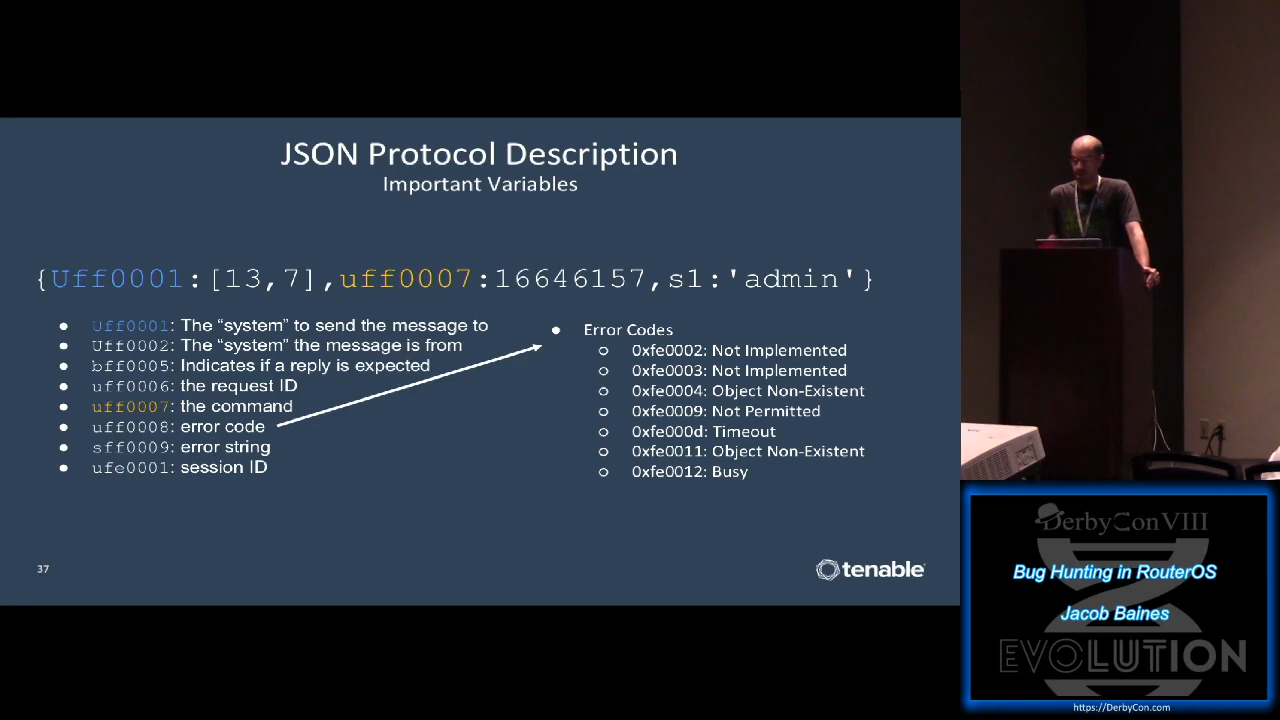 JSON Protocol Description
Important Variables
{Uff0001:[13,7],uff0007:16646157,s1:'admin'}
● Uff0001: The “system” to send the message to
● Uff0002: The “system” the message is from
● bff0005: Indicates if a reply is expected
● uff0006: the request ID
● uff0007: the command
● uff0008: error code
● sff0009: error string
● ufe0001: session ID
● Error Codes
○ 0xfe0002: Not Implemented
○ 0xfe0003: Not Implemented
○ 0xfe0004: Object Non-Existent
○ 0xfe0009: Not Permitted
○ 0xfe000d: Timeout
○ 0xfe0011: Object Non-Existent
○ 0xfe0012: Busy
37
tenable
DerbyCon VIII
Bug Hunting in RouterOS
Jacob Baines
EVOLUTION
https://DerbyCon.com